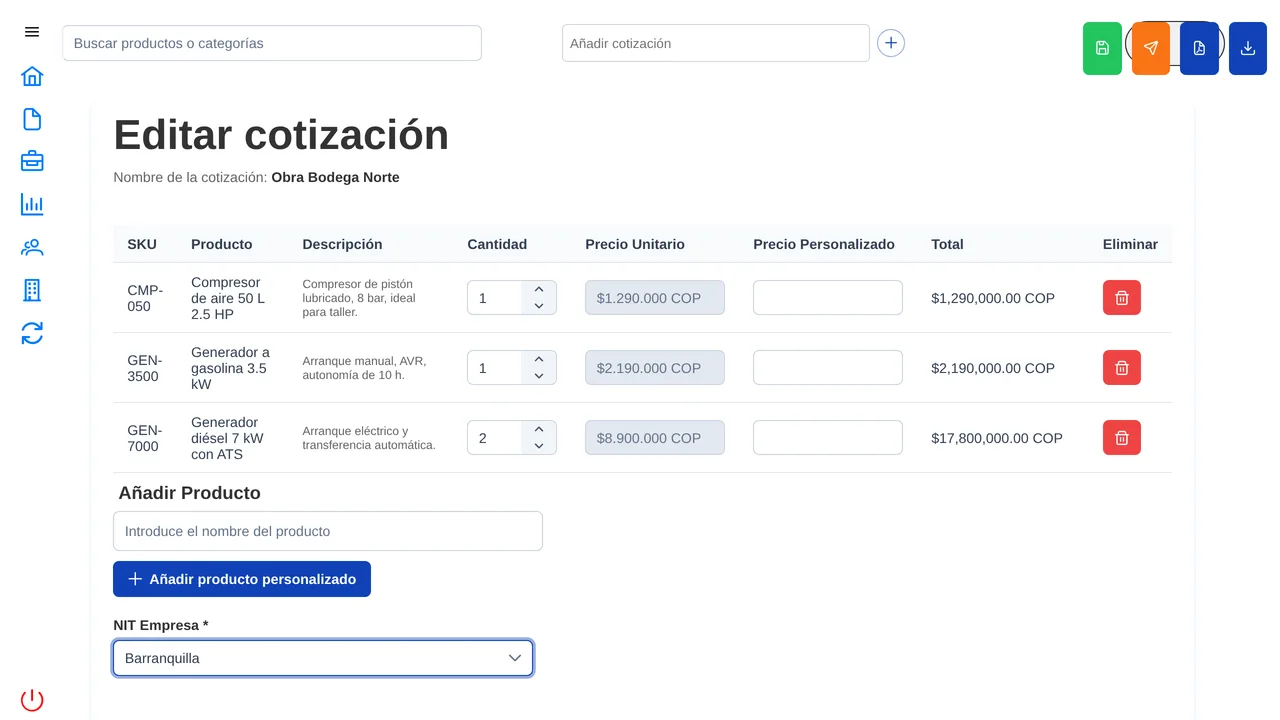 Buscar productos o categorías
Añadir cotización
Editar cotización
Nombre de la cotización: Obra Bodega Norte
SKU Producto Descripción Cantidad Precio Unitario Precio Personalizado Total Eliminar
CMP-
050
Compresor
de aire 50 L
2.5 HP
Compresor de pistón
lubricado, 8 bar, ideal
para taller.
1
$1.290.000 COP
$1,290,000.00 COP
GEN-
3500
Generador a
gasolina 3.5
kW
Arranque manual, AVR,
autonomía de 10 h.
1
$2.190.000 COP
$2,190,000.00 COP
GEN-
7000
Generador
diésel 7 kW
con ATS
Arranque eléctrico y
transferencia automática.
2
$8.900.000 COP
$17,800,000.00 COP
Añadir Producto
Introduce el nombre del producto
Añadir producto personalizado
NIT Empresa *
Barranquilla